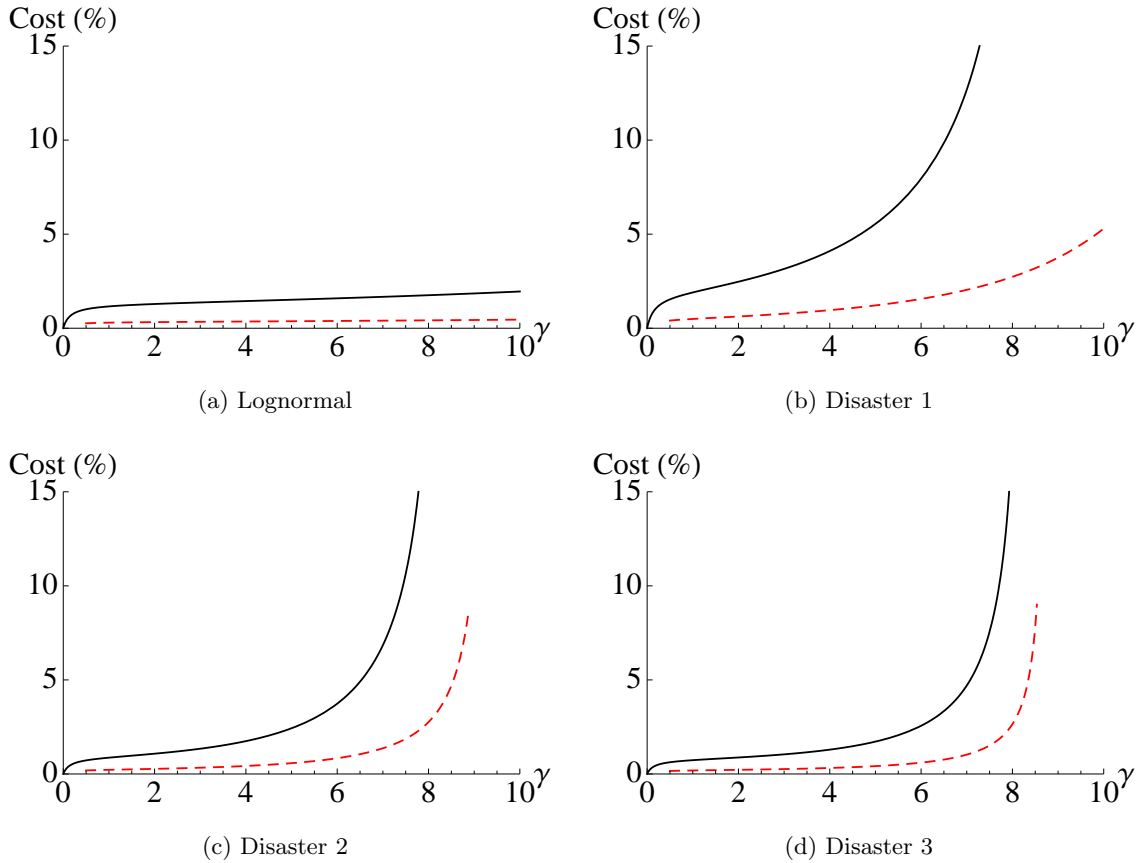 Cost (%)
15
10
5
0
0 2 4 6 8 10 γ
(a) Lognormal
Cost (%)
15
10
5
0
0 2 4 6 8 10 γ
(b) Disaster 1
Cost (%)
15
10
5
0
0 2 4 6 8 10 γ
(c) Disaster 2
Cost (%)
15
10
5
0
0 2 4 6 8 10 γ
(d) Disaster 3